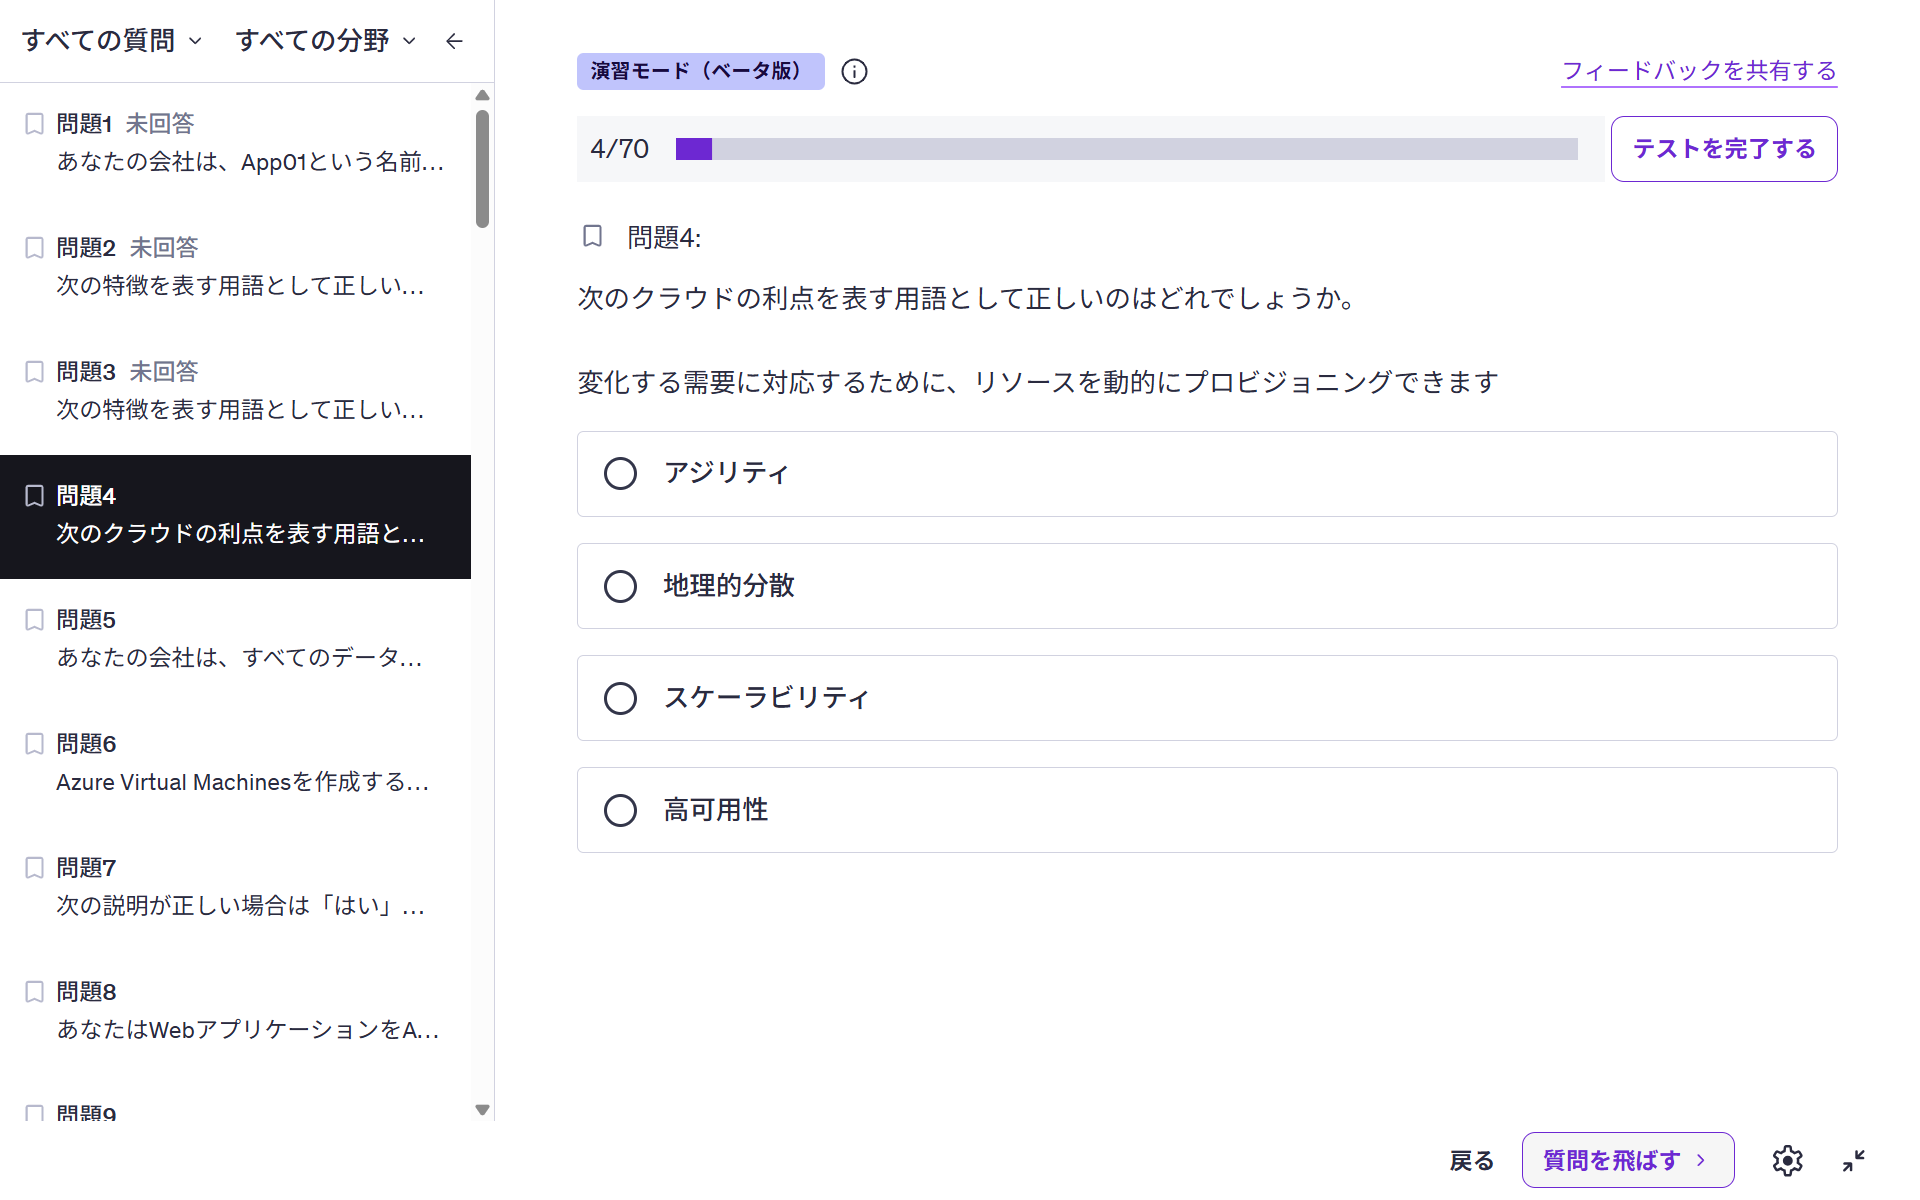 すべての質問 すべての分野
問題1 未回答
あなたの会社は、App01という名前…
問題2 未回答
次の特徴を表す用語として正しい…
問題3 未回答
次の特徴を表す用語として正しい…
問題4
次のクラウドの利点を表す用語と…
問題5
あなたの会社は、すべてのデータ…
問題6
Azure Virtual Machinesを作成する…
問題7
次の説明が正しい場合は「はい」…
問題8
あなたはWebアプリケーションをA…
問題9
演習モード（ベータ版）
フィードバックを共有する
4/70
テストを完了する
問題4:
次のクラウドの利点を表す用語として正しいのはどれでしょうか。
変化する需要に対応するために、リソースを動的にプロビジョニングできます
アジリティ
地理的分散
スケーラビリティ
高可用性
戻る
質問を飛ばす